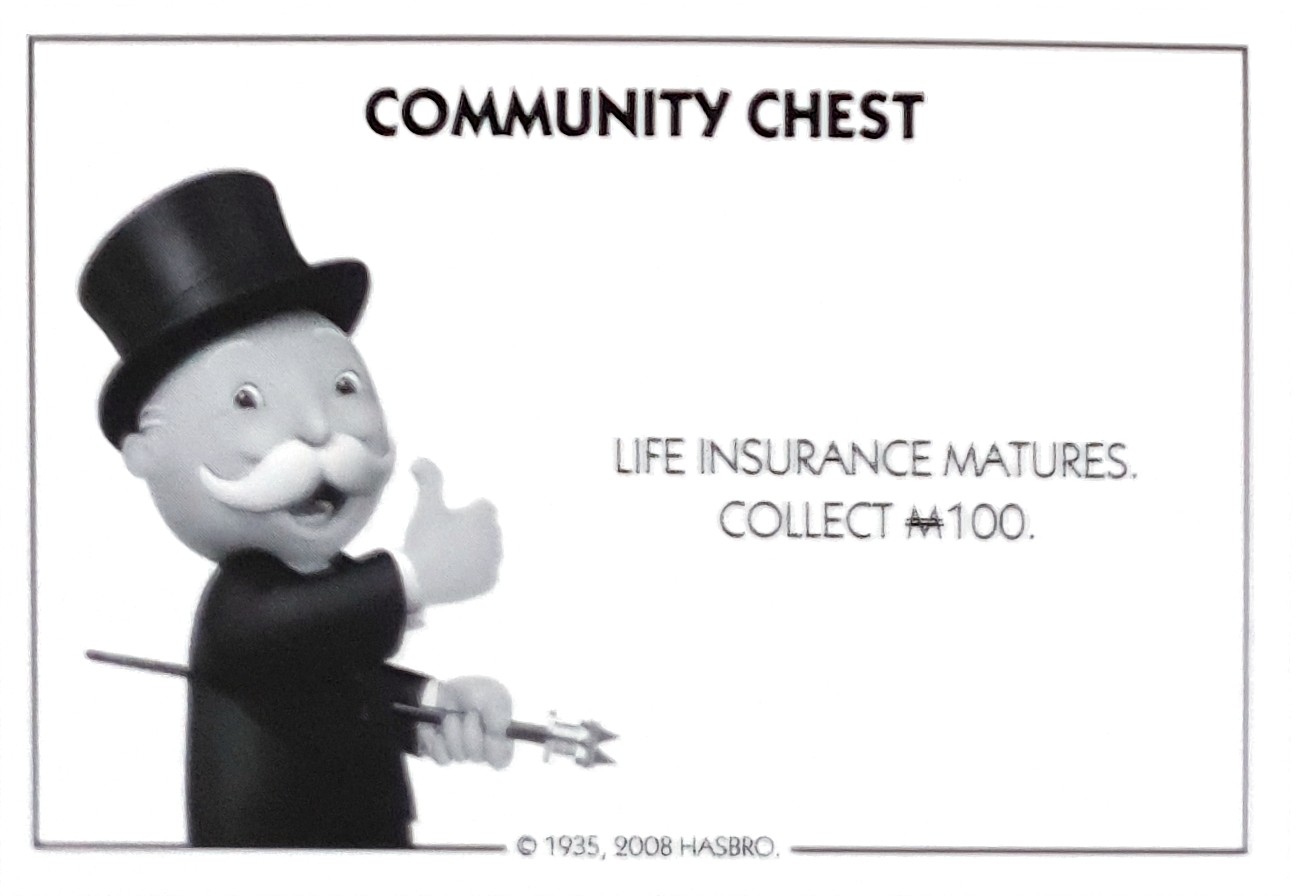 COMMUNITY CHEST
LIFE INSURANCE MATURES.
COLLECT ₩100.
© 1935, 2008 HASBRO.